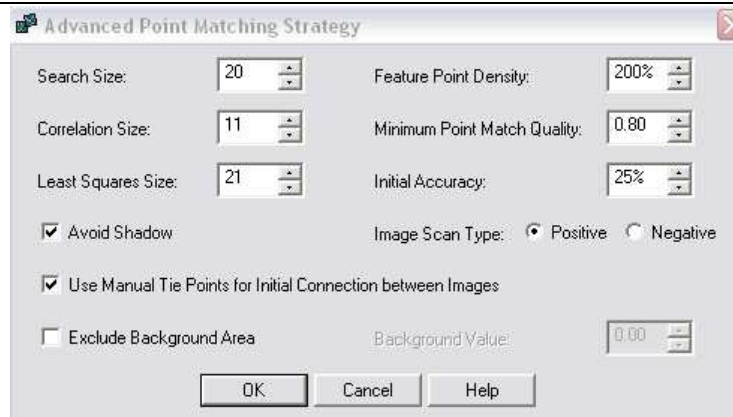 Advanced Point Matching Strategy
Search Size: 20 Feature Point Density: 200%
Correlation Size: 11 Minimum Point Match Quality: 0.80
Least Squares Size: 21 Initial Accuracy: 25%
Avoid Shadow Image Scan Type: Positive Negative
Use Manual Tie Points for Initial Connection between Images
Exclude Background Area Background Value: 0.00
OK Cancel Help